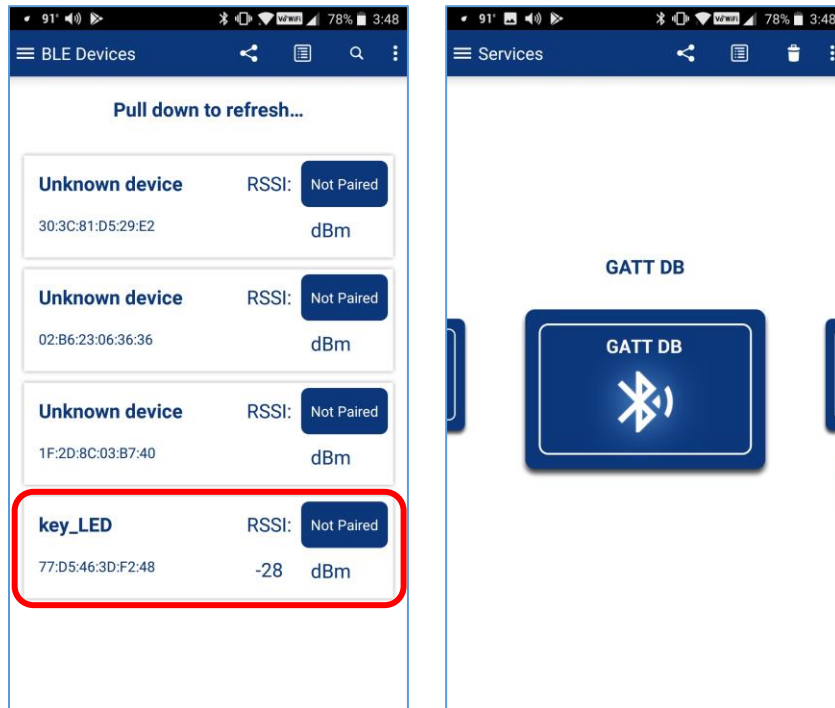 91° 78% 3:48
BLE Devices
Pull down to refresh...
Unknown device RSSI: Not Paired
30:3C:81:D5:29:E2 dBm
Unknown device RSSI: Not Paired
02:B6:23:06:36:36 dBm
Unknown device RSSI: Not Paired
1F:2D:8C:03:B7:40 dBm
key_LED RSSI: Not Paired
77:D5:46:3D:F2:48 -28 dBm
91° 78% 3:48
Services
GATT DB
GATT DB